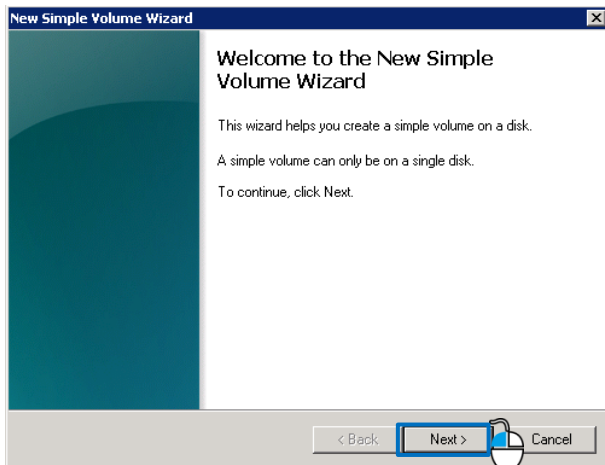 New Simple Volume Wizard
Welcome to the New Simple
Volume Wizard
This wizard helps you create a simple volume on a disk.
A simple volume can only be on a single disk.
To continue, click Next.
< Back
Next >
Cancel